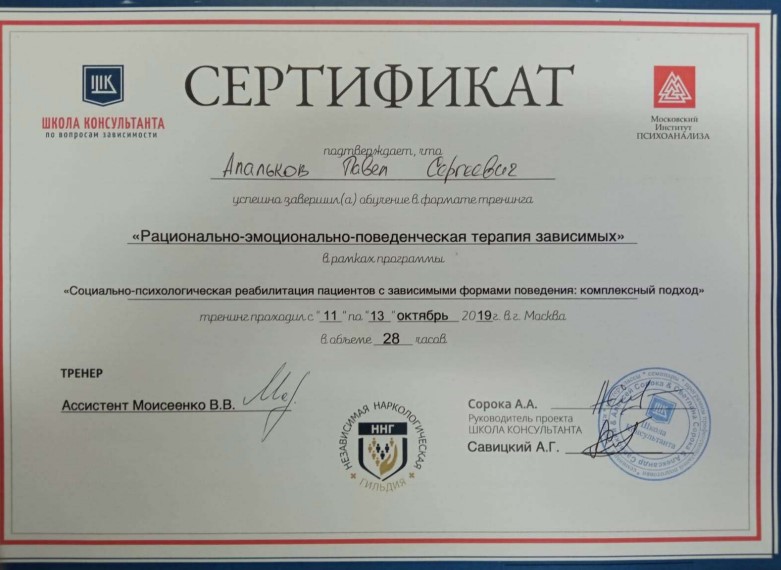 ШК
ШКОЛА КОНСУЛЬТАНТА
по вопросам зависимости
СЕРТИФИКАТ
Московский
Институт
ПСИХОАНАЛИЗА
подтверждает, что
Апальков Павел Сергеевич
успешно завершил(а) обучение в формате тренинга
«Рационально-эмоционально-поведенческая терапия зависимых»
в рамках программы
«Социально-психологическая реабилитация пациентов с зависимыми формами поведения: комплексный подход»
тренинг проходил с "11" по "13" октябрь 2019г. в г. Москва
в объеме 28 часов
ТРЕНЕР
Ассистент Моисеенко В.В.
НЕЗАВИСИМАЯ НАРКОЛОГИЧЕСКАЯ
ННГ
ГИЛЬДИЯ
Сорока А.А.
Руководитель проекта
ШКОЛА КОНСУЛЬТАНТА
Савицкий А.Г.
Школа
Консультанта